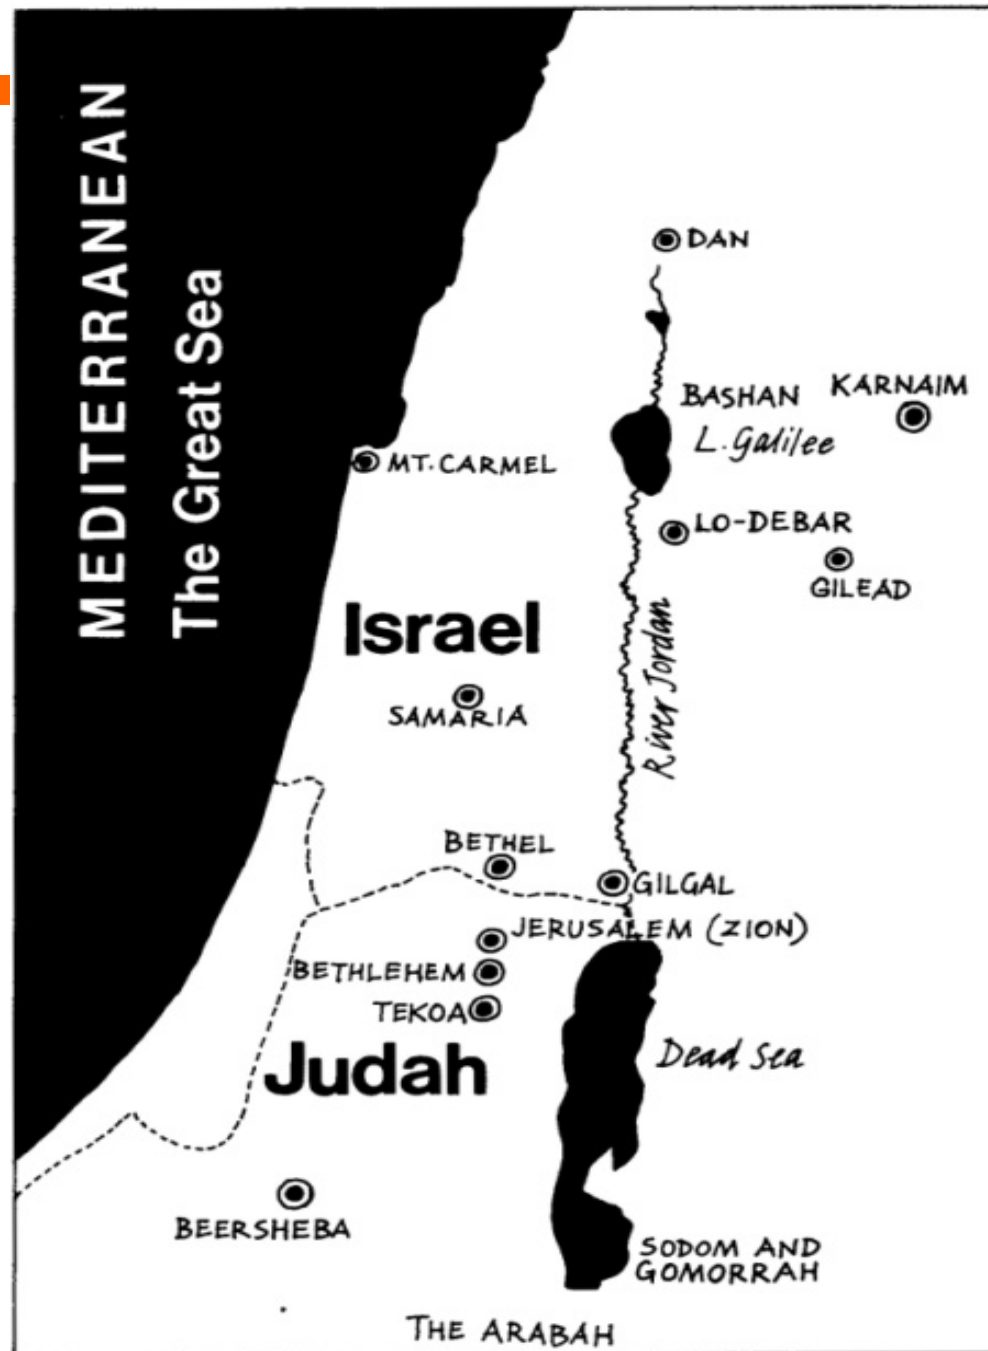 MEDITERRANEAN
The Great Sea
DAN
BASHAN
KARNAIM
L. Galilee
MT. CARMEL
LO-DEBAR
GILEAD
Israel
River Jordan
SAMARIA
BETHEL
GILGAL
JERUSALEM (ZION)
BETHLEHEM
TEKOA
Judah
Dead Sea
BEERSHEBA
SODOM AND
GOMORRAH
THE ARABAH